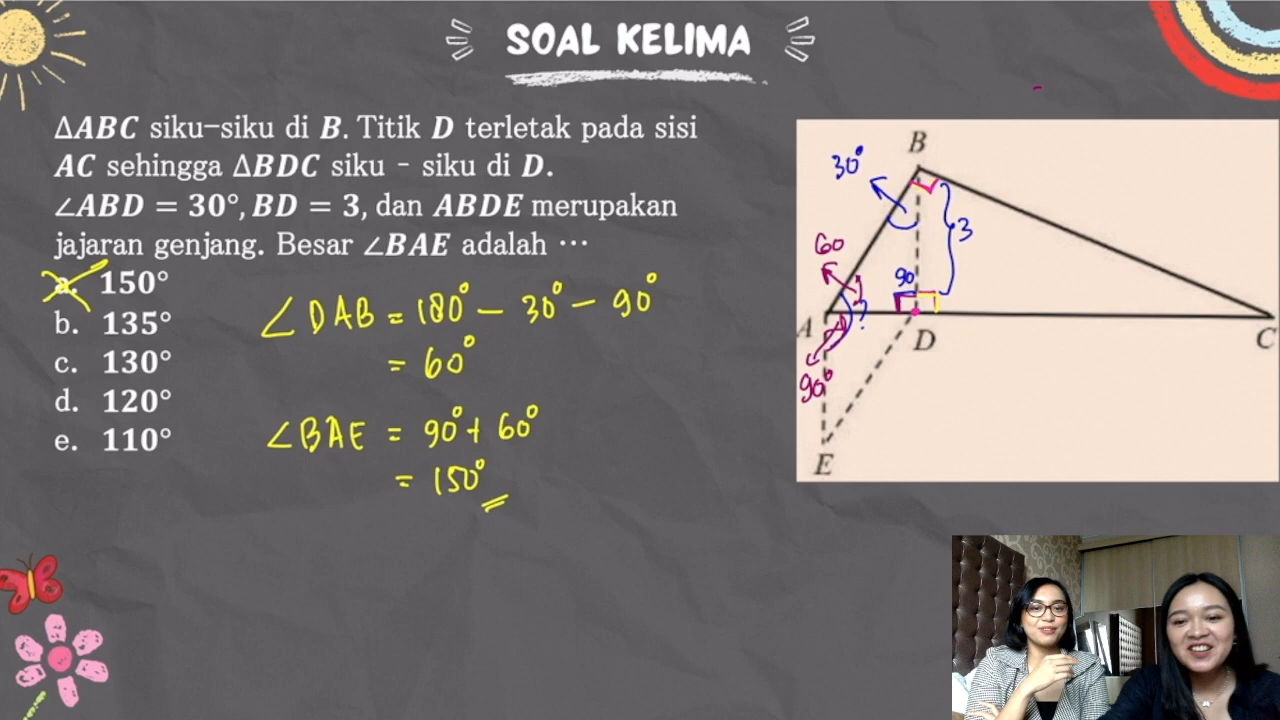 SOAL KELIMA
ΔABC siku-siku di B. Titik D terletak pada sisi
AC sehingga ΔBDC siku - siku di D.
∠ABD = 30°, BD = 3, dan ABDE merupakan
jajaran genjang. Besar ∠BAE adalah ⋯
a. 150°
b. 135°
c. 130°
d. 120°
e. 110°
∠DAB = 180° − 30° − 90°
= 60°
∠BAE = 90° + 60°
= 150°
B
30°
3
60
90
?
A
D
C
90°
E